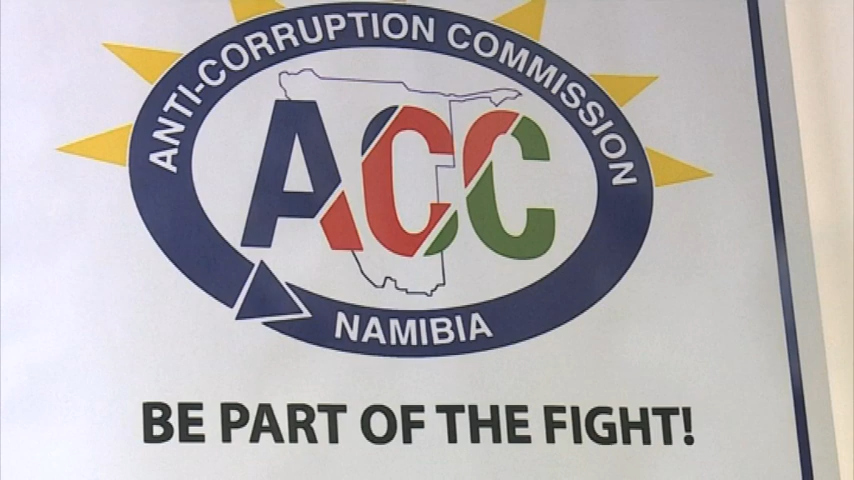 ANTI-CORRUPTION COMMISSION
ACC
NAMIBIA
BE PART OF THE FIGHT!